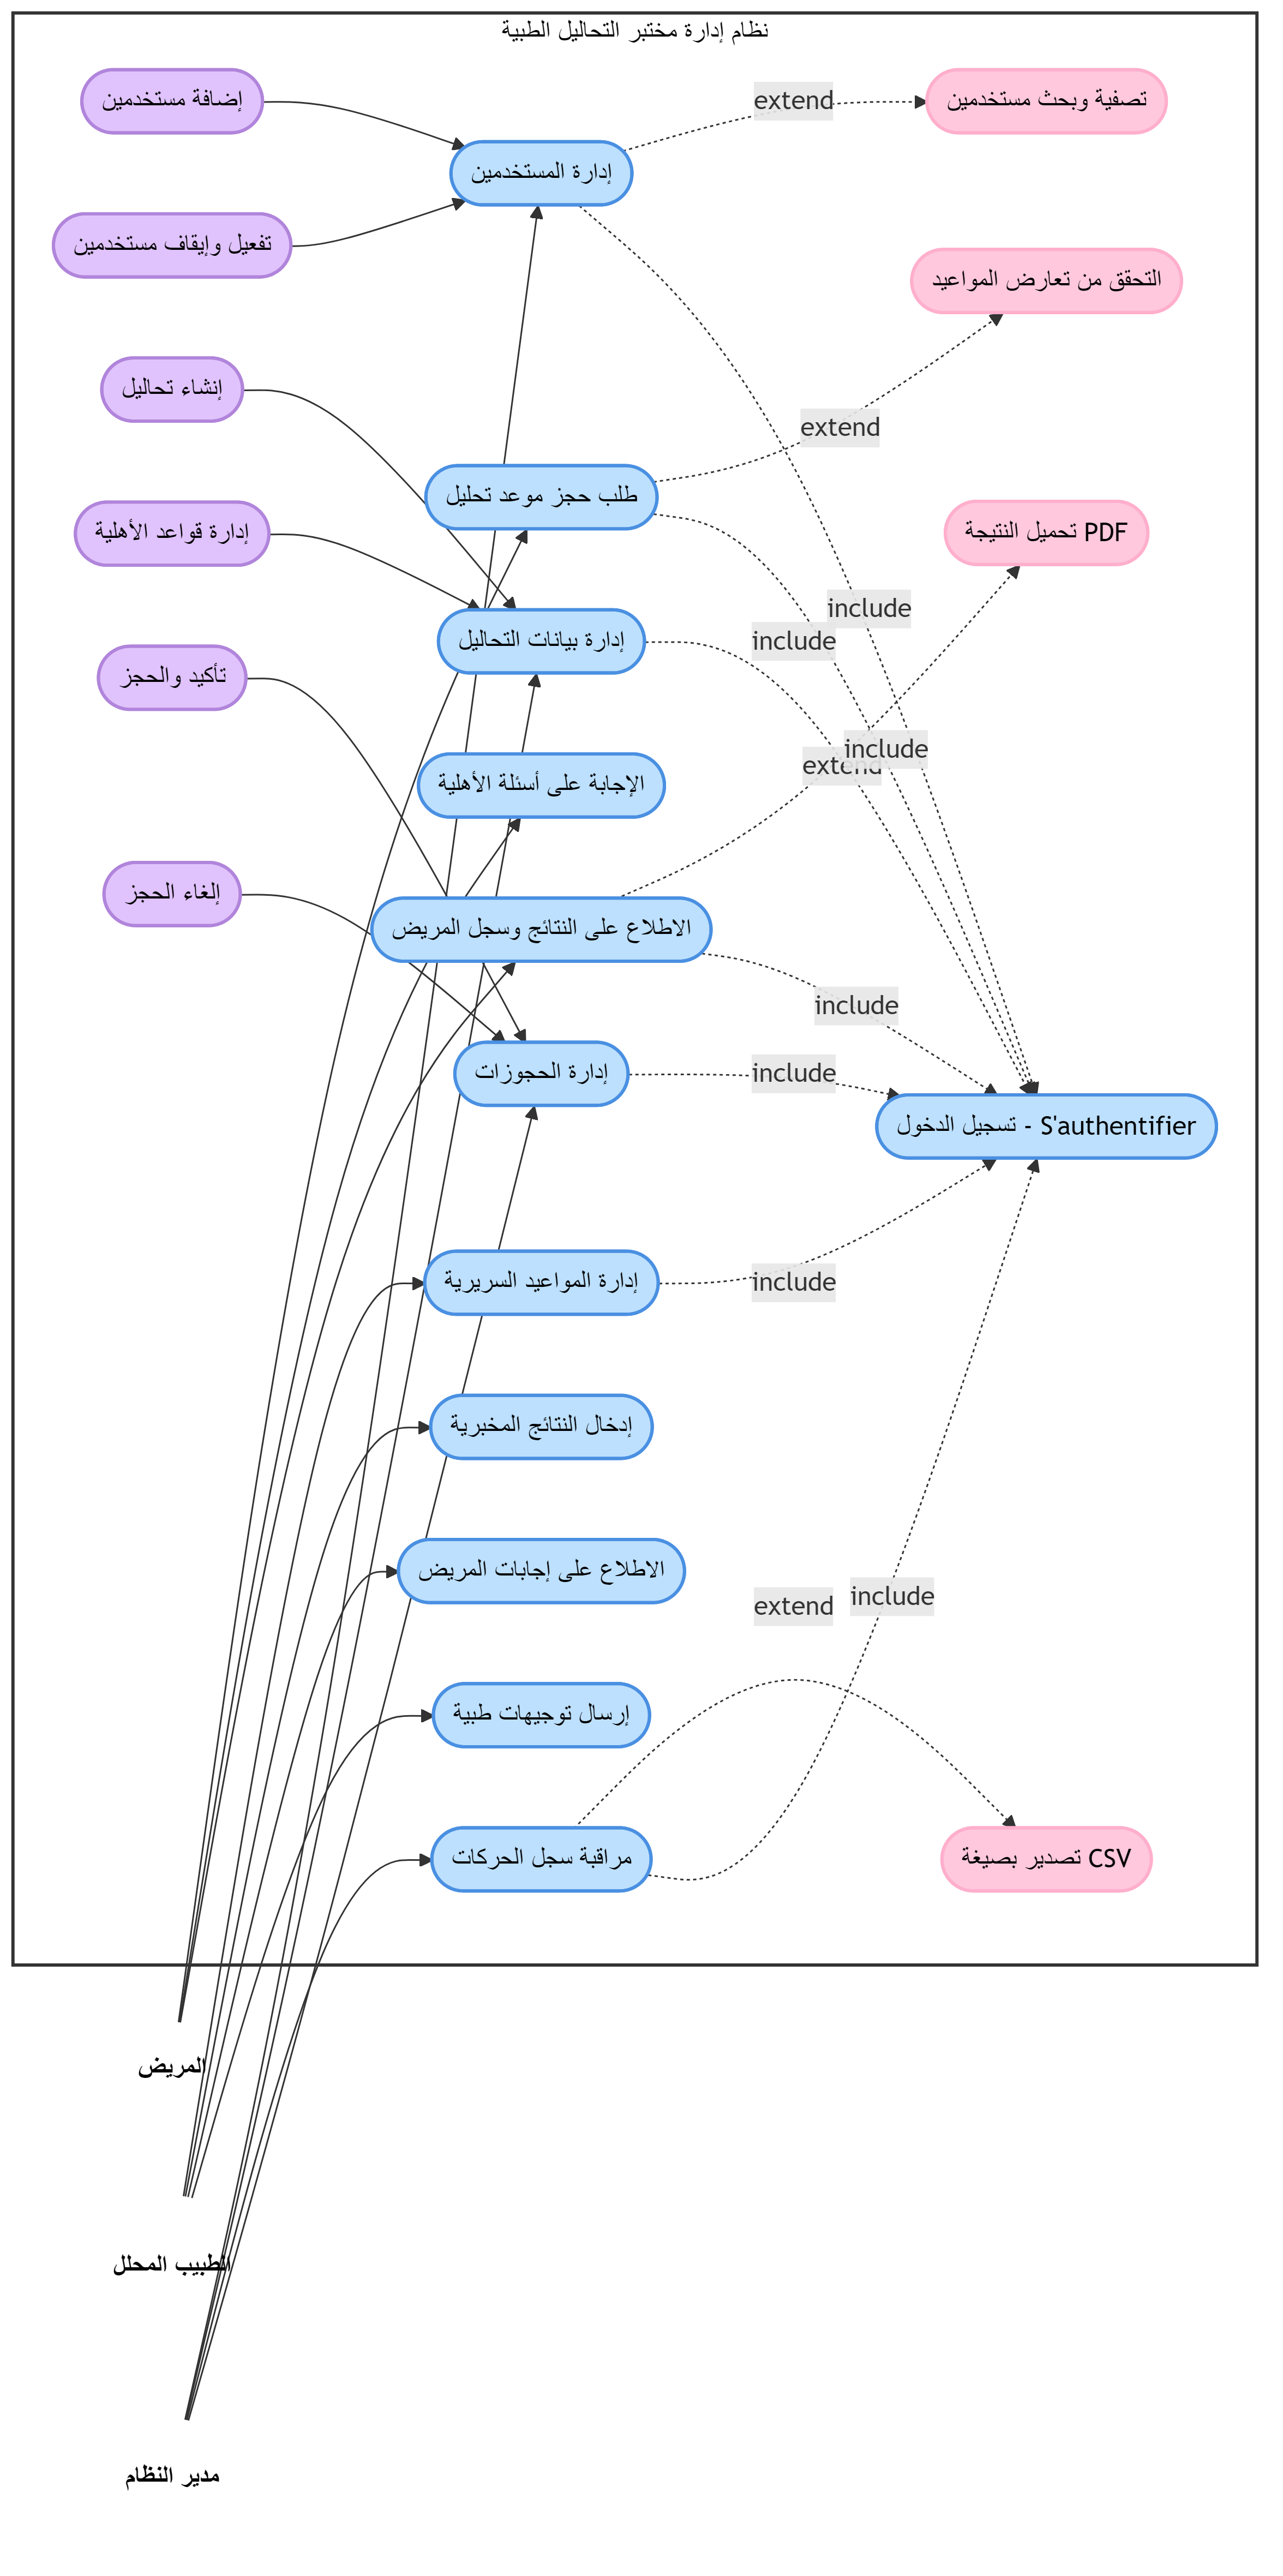 نظام إدارة مختبر التحاليل الطبية
إضافة مستخدمين
extend
تصفية وبحث مستخدمين
إدارة المستخدمين
تفعيل وإيقاف مستخدمين
التحقق من تعارض المواعيد
إنشاء تحاليل
extend
طلب حجز موعد تحليل
إدارة قواعد الأهلية
تحميل النتيجة PDF
include
include
إدارة بيانات التحاليل
تأكيد والحجز
include
extend
الإجابة على أسئلة الأهلية
إلغاء الحجز
الاطلاع على النتائج وسجل المريض
include
إدارة الحجوزات
include
تسجيل الدخول - S'authentifier
إدارة المواعيد السريرية
include
إدخال النتائج المخبرية
الاطلاع على إجابات المريض
extend
include
إرسال توجيهات طبية
مراقبة سجل الحركات
تصدير بصيغة CSV
المريض
الطبيب المحلل
مدير النظام